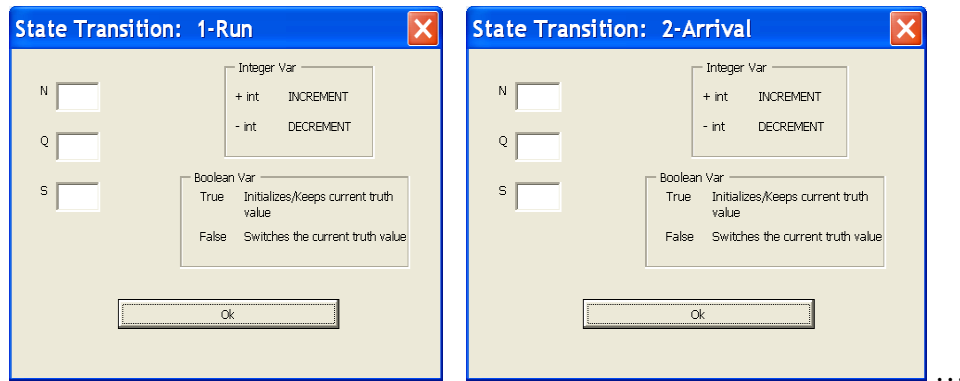 State Transition: 1-Run
N
Q
S
Integer Var
+ int INCREMENT
- int DECREMENT
Boolean Var
True Initializes/Keeps current truth
value
False Switches the current truth value
Ok
State Transition: 2-Arrival
N
Q
S
Integer Var
+ int INCREMENT
- int DECREMENT
Boolean Var
True Initializes/Keeps current truth
value
False Switches the current truth value
Ok
...